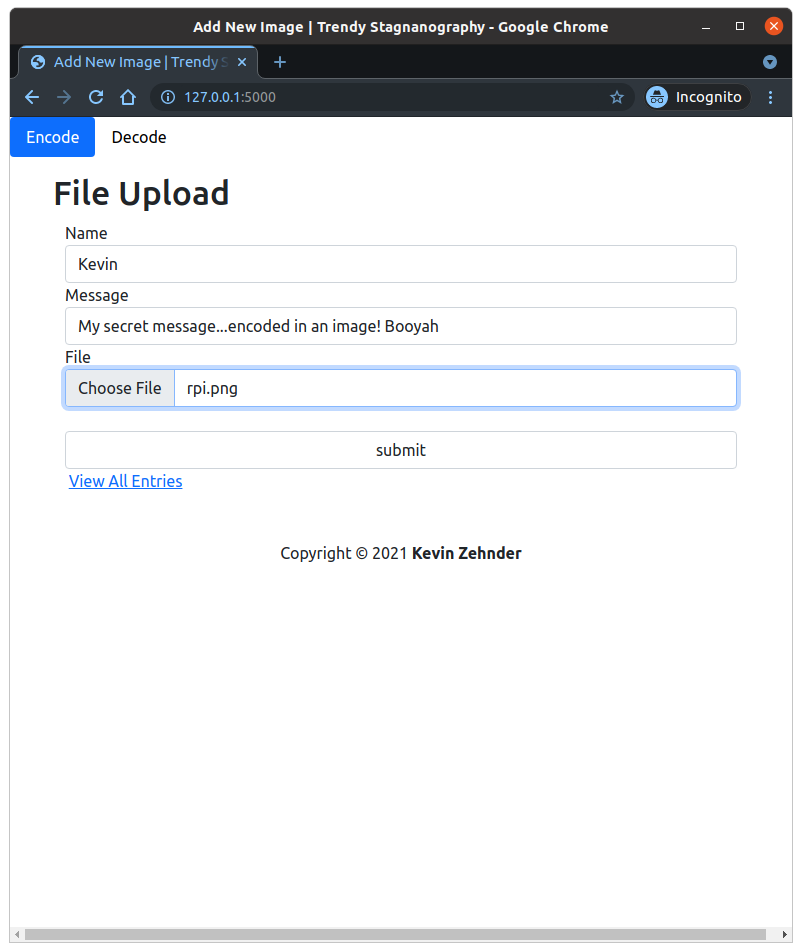 Add New Image | Trendy Stagnanography - Google Chrome
Add New Image | Trendy S
127.0.0.1:5000
Incognito
Encode Decode
File Upload
Name
Kevin
Message
My secret message...encoded in an image! Booyah
File
Choose File rpi.png
submit
View All Entries
Copyright © 2021 Kevin Zehnder